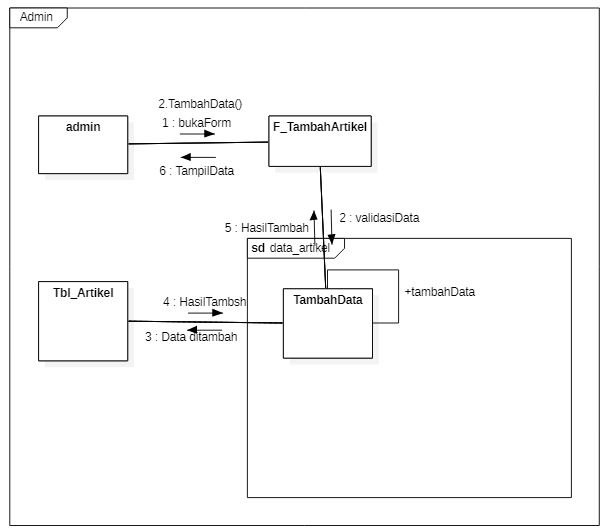 Admin
2.TambahData()
1 : bukaForm
admin
F_TambahArtikel
6 : TampilData
5 : HasilTambah
2 : validasiData
sd data_artikel
Tbl_Artikel
4 : HasilTambsh
TambahData
+tambahData
3 : Data ditambah